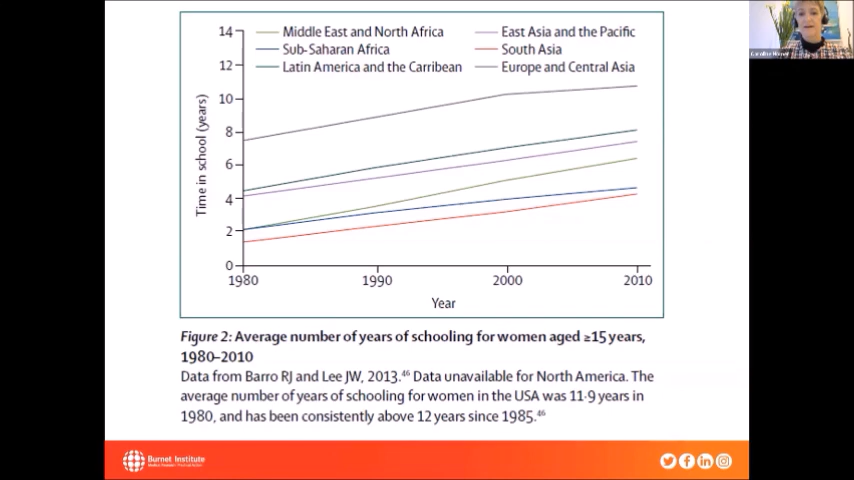 14
12
10
8
6
4
2
0
Time in school (years)
Middle East and North Africa
Sub-Saharan Africa
Latin America and the Carribean
East Asia and the Pacific
South Asia
Europe and Central Asia
1980 1990 2000 2010
Year
Figure 2: Average number of years of schooling for women aged ≥15 years,
1980–2010
Data from Barro RJ and Lee JW, 2013.⁴⁶ Data unavailable for North America. The
average number of years of schooling for women in the USA was 11·9 years in
1980, and has been consistently above 12 years since 1985.⁴⁶
Burnet Institute